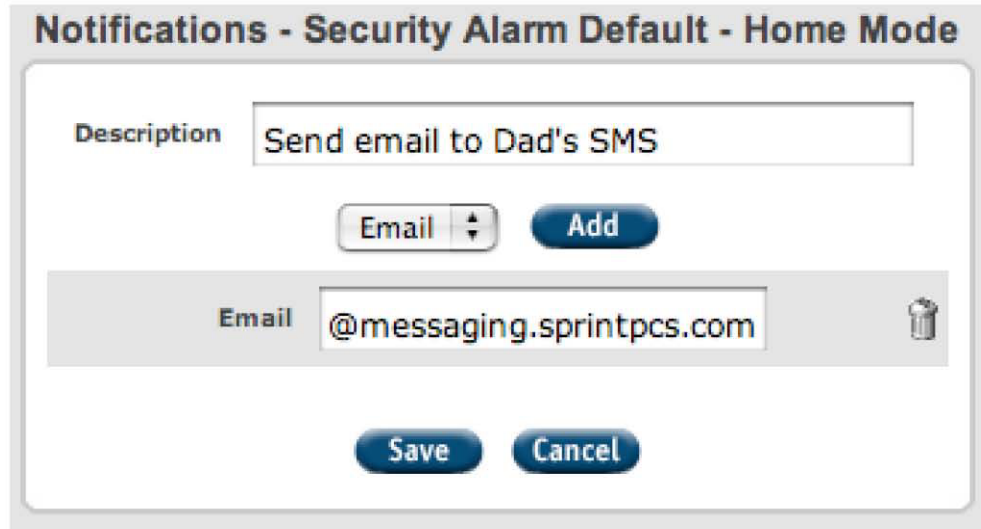 Notifications - Security Alarm Default - Home Mode
Description Send email to Dad's SMS
Email Add
Email @messaging.sprintpcs.com
Save Cancel